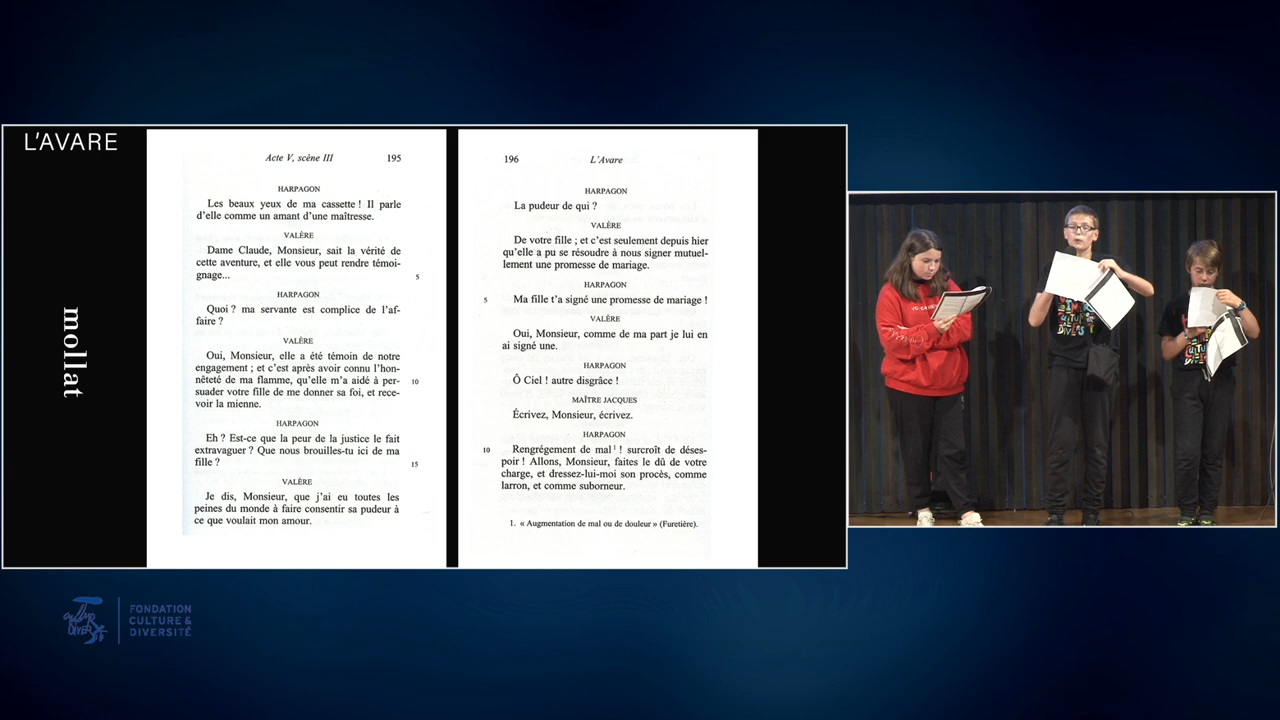 L'AVARE
mollat
Acte V, scène III 195
HARPAGON
Les beaux yeux de ma cassette ! Il parle
d'elle comme un amant d'une maîtresse.
VALÈRE
Dame Claude, Monsieur, sait la vérité de
cette aventure, et elle vous peut rendre témoi-
gnage... 5
HARPAGON
Quoi ? ma servante est complice de l'af-
faire ?
VALÈRE
Oui, Monsieur, elle a été témoin de notre
engagement ; et c'est après avoir connu l'hon-
nêteté de ma flamme, qu'elle m'a aidé à per- 10
suader votre fille de me donner sa foi, et rece-
voir la mienne.
HARPAGON
Eh ? Est-ce que la peur de la justice le fait
extravaguer ? Que nous brouilles-tu ici de ma
fille ? 15
VALÈRE
Je dis, Monsieur, que j'ai eu toutes les
peines du monde à faire consentir sa pudeur à
ce que voulait mon amour.
196 L'Avare
HARPAGON
La pudeur de qui ?
VALÈRE
De votre fille ; et c'est seulement depuis hier
qu'elle a pu se résoudre à nous signer mutuel-
lement une promesse de mariage.
HARPAGON
5 Ma fille t'a signé une promesse de mariage !
VALÈRE
Oui, Monsieur, comme de ma part je lui en
ai signé une.
HARPAGON
Ô Ciel ! autre disgrâce !
MAÎTRE JACQUES
Écrivez, Monsieur, écrivez.
HARPAGON
10 Rengrégement de mal¹ ! surcroît de déses-
poir ! Allons, Monsieur, faites le dû de votre
charge, et dressez-lui-moi son procès, comme
larron, et comme suborneur.
1. « Augmentation de mal ou de douleur » (Furetière).
FONDATION
CULTURE &
DIVERSITÉ